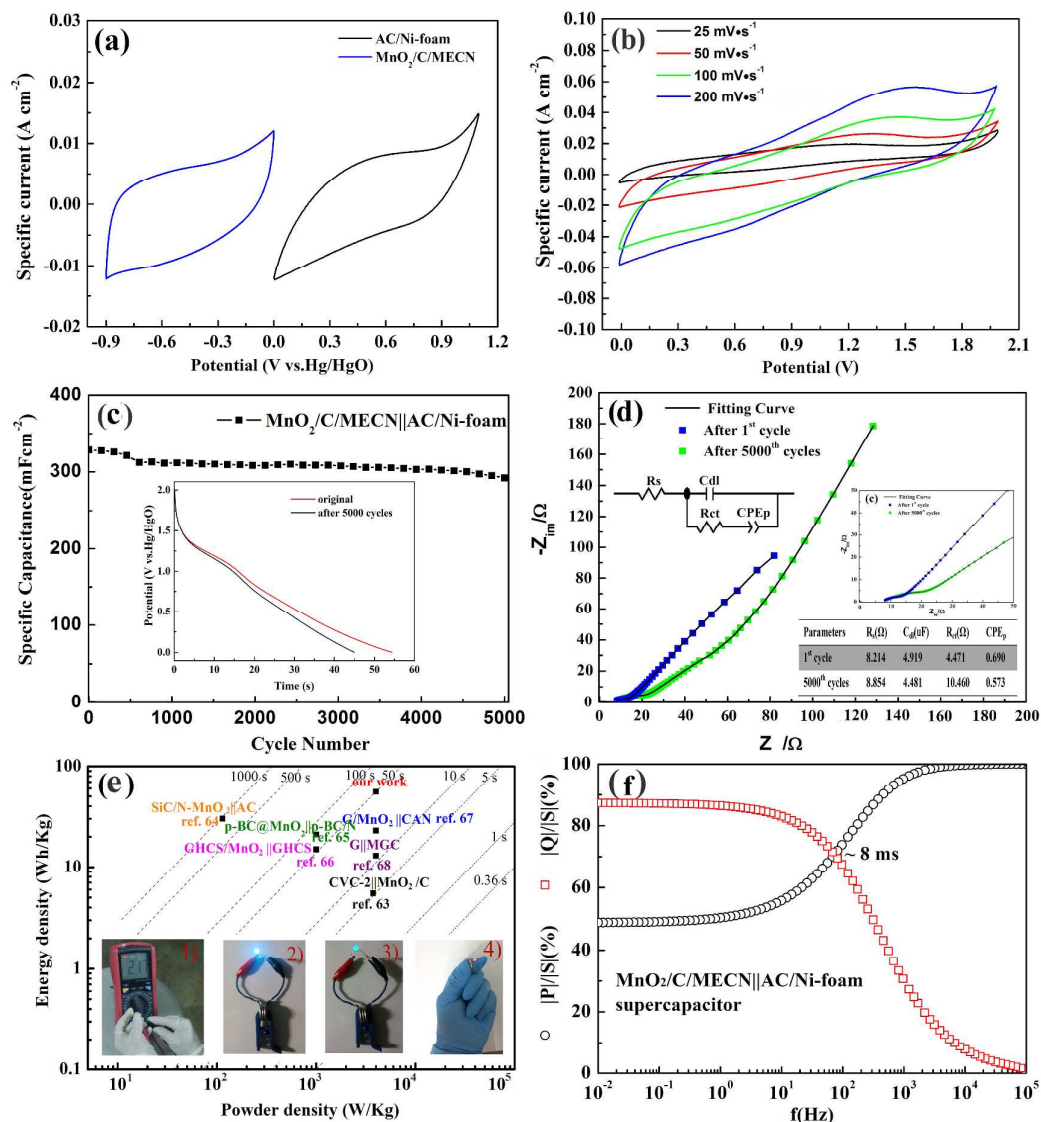 (a)
AC/Ni-foam
MnO2/C/MECN
0.03
0.02
0.01
0.00
-0.01
-0.02
Specific current (A cm-2)
-0.9 -0.6 -0.3 0.0 0.3 0.6 0.9 1.2
Potential (V vs.Hg/HgO)
(b)
25 mV•s-1
50 mV•s-1
100 mV•s-1
200 mV•s-1
0.10
0.08
0.06
0.04
0.02
0.00
-0.02
-0.04
-0.06
-0.08
-0.10
Specific current (A cm-2)
0.0 0.3 0.6 0.9 1.2 1.5 1.8 2.1
Potential (V)
(c)
MnO2/C/MECN||AC/Ni-foam
400
300
200
100
0
Specific Capacitance(mFcm-2)
0 1000 2000 3000 4000 5000
Cycle Number
original
after 5000 cycles
2.0
1.5
1.0
0.5
0.0
Potential (V vs.Hg/HgO)
0 10 20 30 40 50 60
Time (s)
(d)
Fitting Curve
After 1st cycle
After 5000th cycles
Rs Cdl
Rct CPEp
200
180
160
140
120
100
80
60
40
20
0
-Zim/Ω
0 20 40 60 80 100 120 140 160 180 200
Z /Ω
(c)
Fitting Curve
After 1st cycle
After 5000th cycles
50
40
30
20
10
0
-Zim/Ω
0 10 20 30 40 50
Zim/Ω
Parameters Rs(Ω) Cdl(uF) Rct(Ω) CPEp
1st cycle 8.214 4.919 4.471 0.690
5000th cycles 8.854 4.481 10.460 0.573
(e)
1000 s 500 s 100 s 50 s 10 s 5 s
1 s
0.36 s
our work
SiC/N-MnO2||AC
ref. 64
p-BC@MnO2||p-BC/N
ref. 65
G/MnO2||CAN ref. 67
GHCS/MnO2||GHCS
ref. 66
G||MGC
ref. 68
CVC-2||MnO2/C
ref. 63
1) 2) 3) 4)
100
10
1
0.1
Energy density (Wh/Kg)
101 102 103 104 105
Powder density (W/Kg)
(f)
~ 8 ms
MnO2/C/MECN||AC/Ni-foam
supercapacitor
100
80
60
40
20
0
|P|/|S|(%) |Q|/|S|(%)
10-2 10-1 100 101 102 103 104 105
f(Hz)